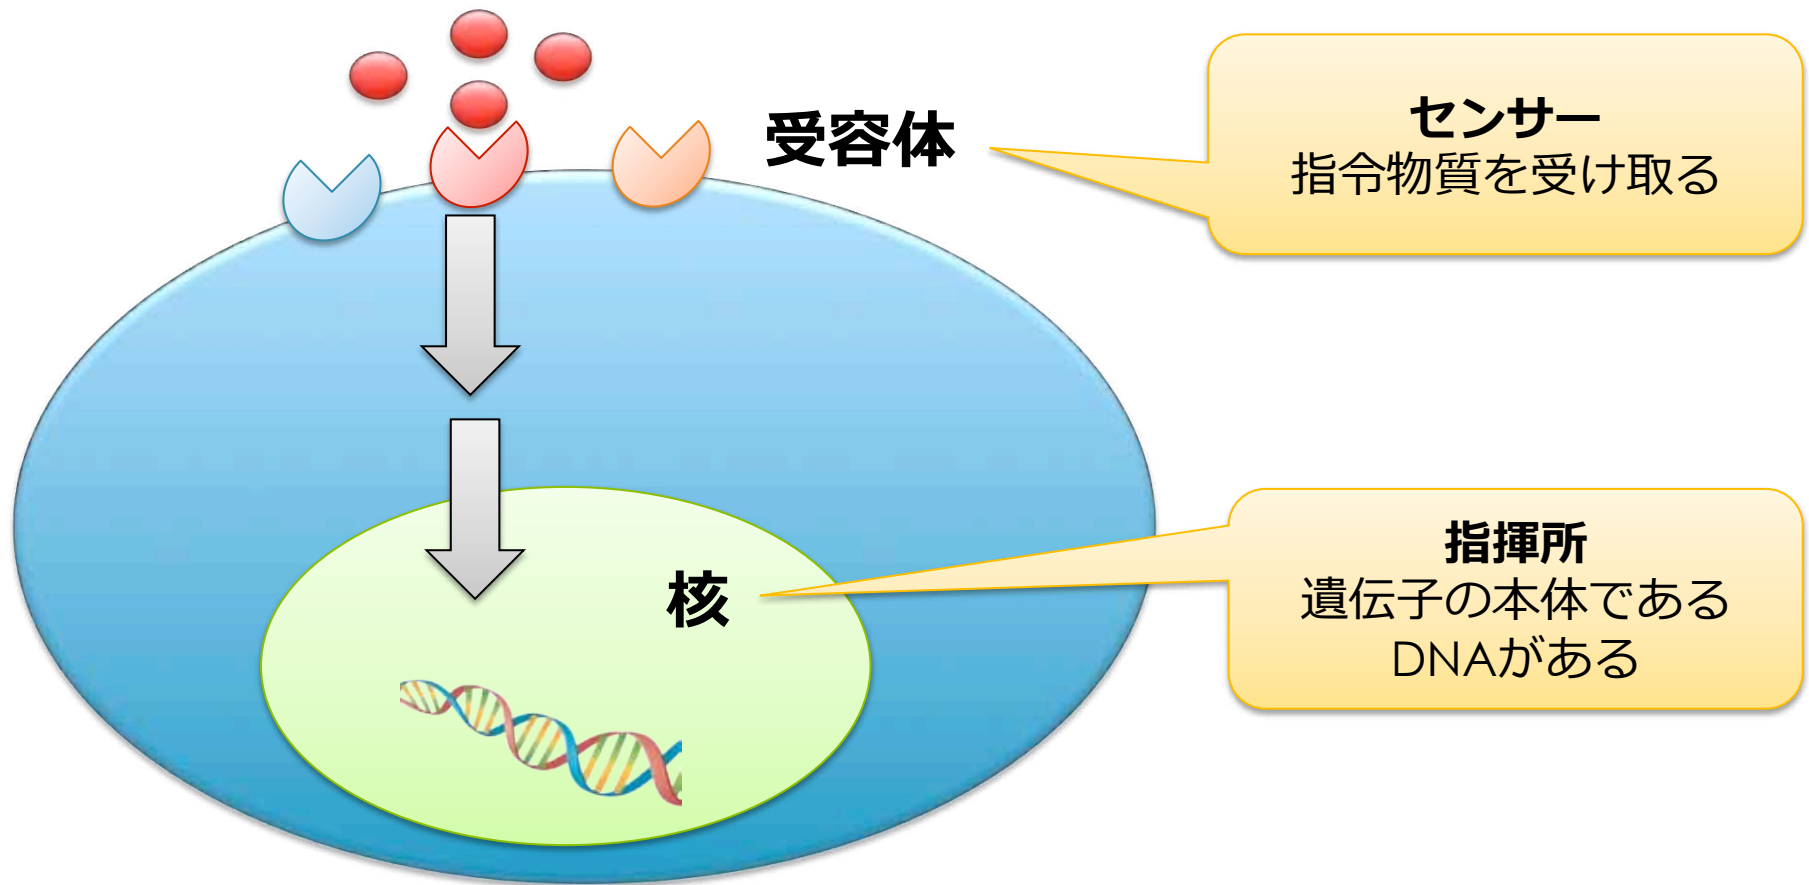 受容体
センサー
指令物質を受け取る
核
指揮所
遺伝子の本体である
DNAがある